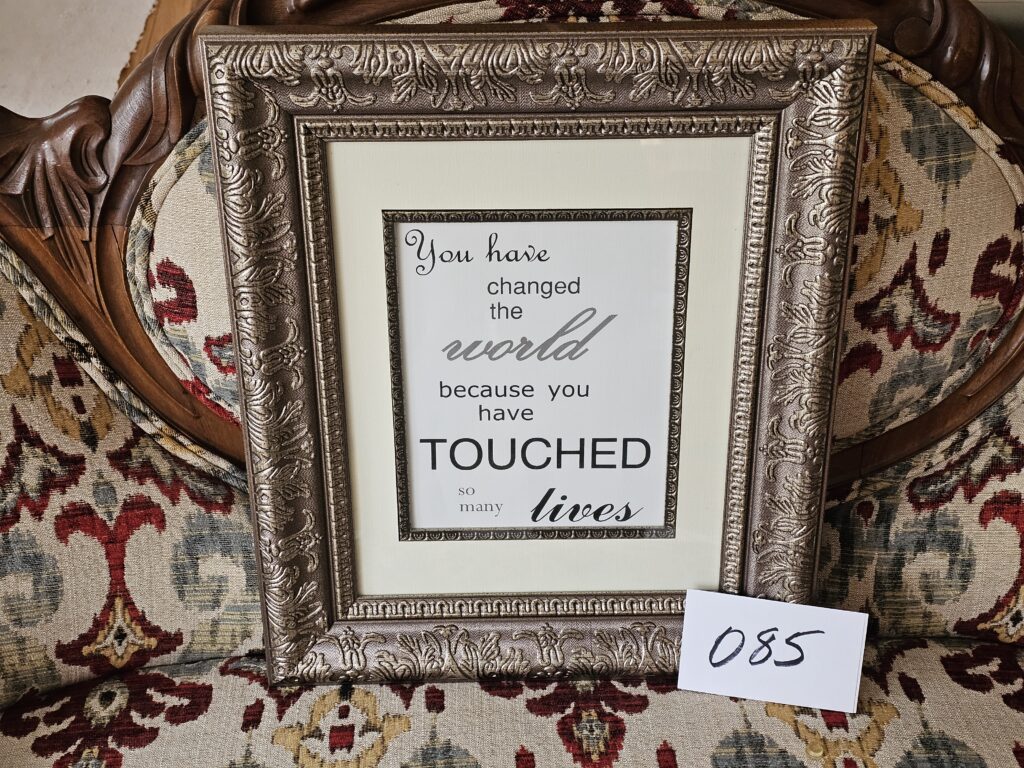 You have
changed
the
world
because you
have
TOUCHED
so
many lives
085